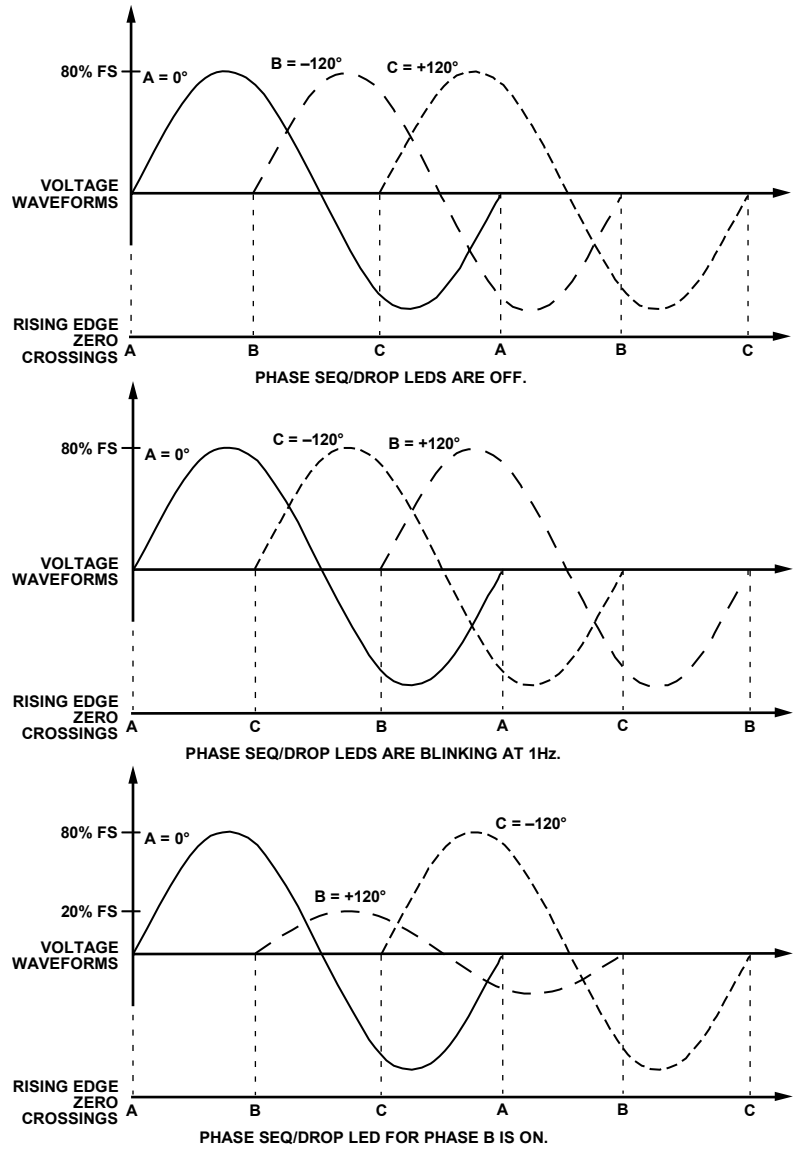 80% FS
A = 0°
B = –120°
C = +120°
VOLTAGE
WAVEFORMS
RISING EDGE
ZERO
CROSSINGS
A
B
C
A
B
C
PHASE SEQ/DROP LEDS ARE OFF.
80% FS
A = 0°
C = –120°
B = +120°
VOLTAGE
WAVEFORMS
RISING EDGE
ZERO
CROSSINGS
A
C
B
A
C
B
PHASE SEQ/DROP LEDS ARE BLINKING AT 1Hz.
80% FS
A = 0°
C = –120°
20% FS
B = +120°
VOLTAGE
WAVEFORMS
RISING EDGE
ZERO
CROSSINGS
A
B
C
A
B
C
PHASE SEQ/DROP LED FOR PHASE B IS ON.